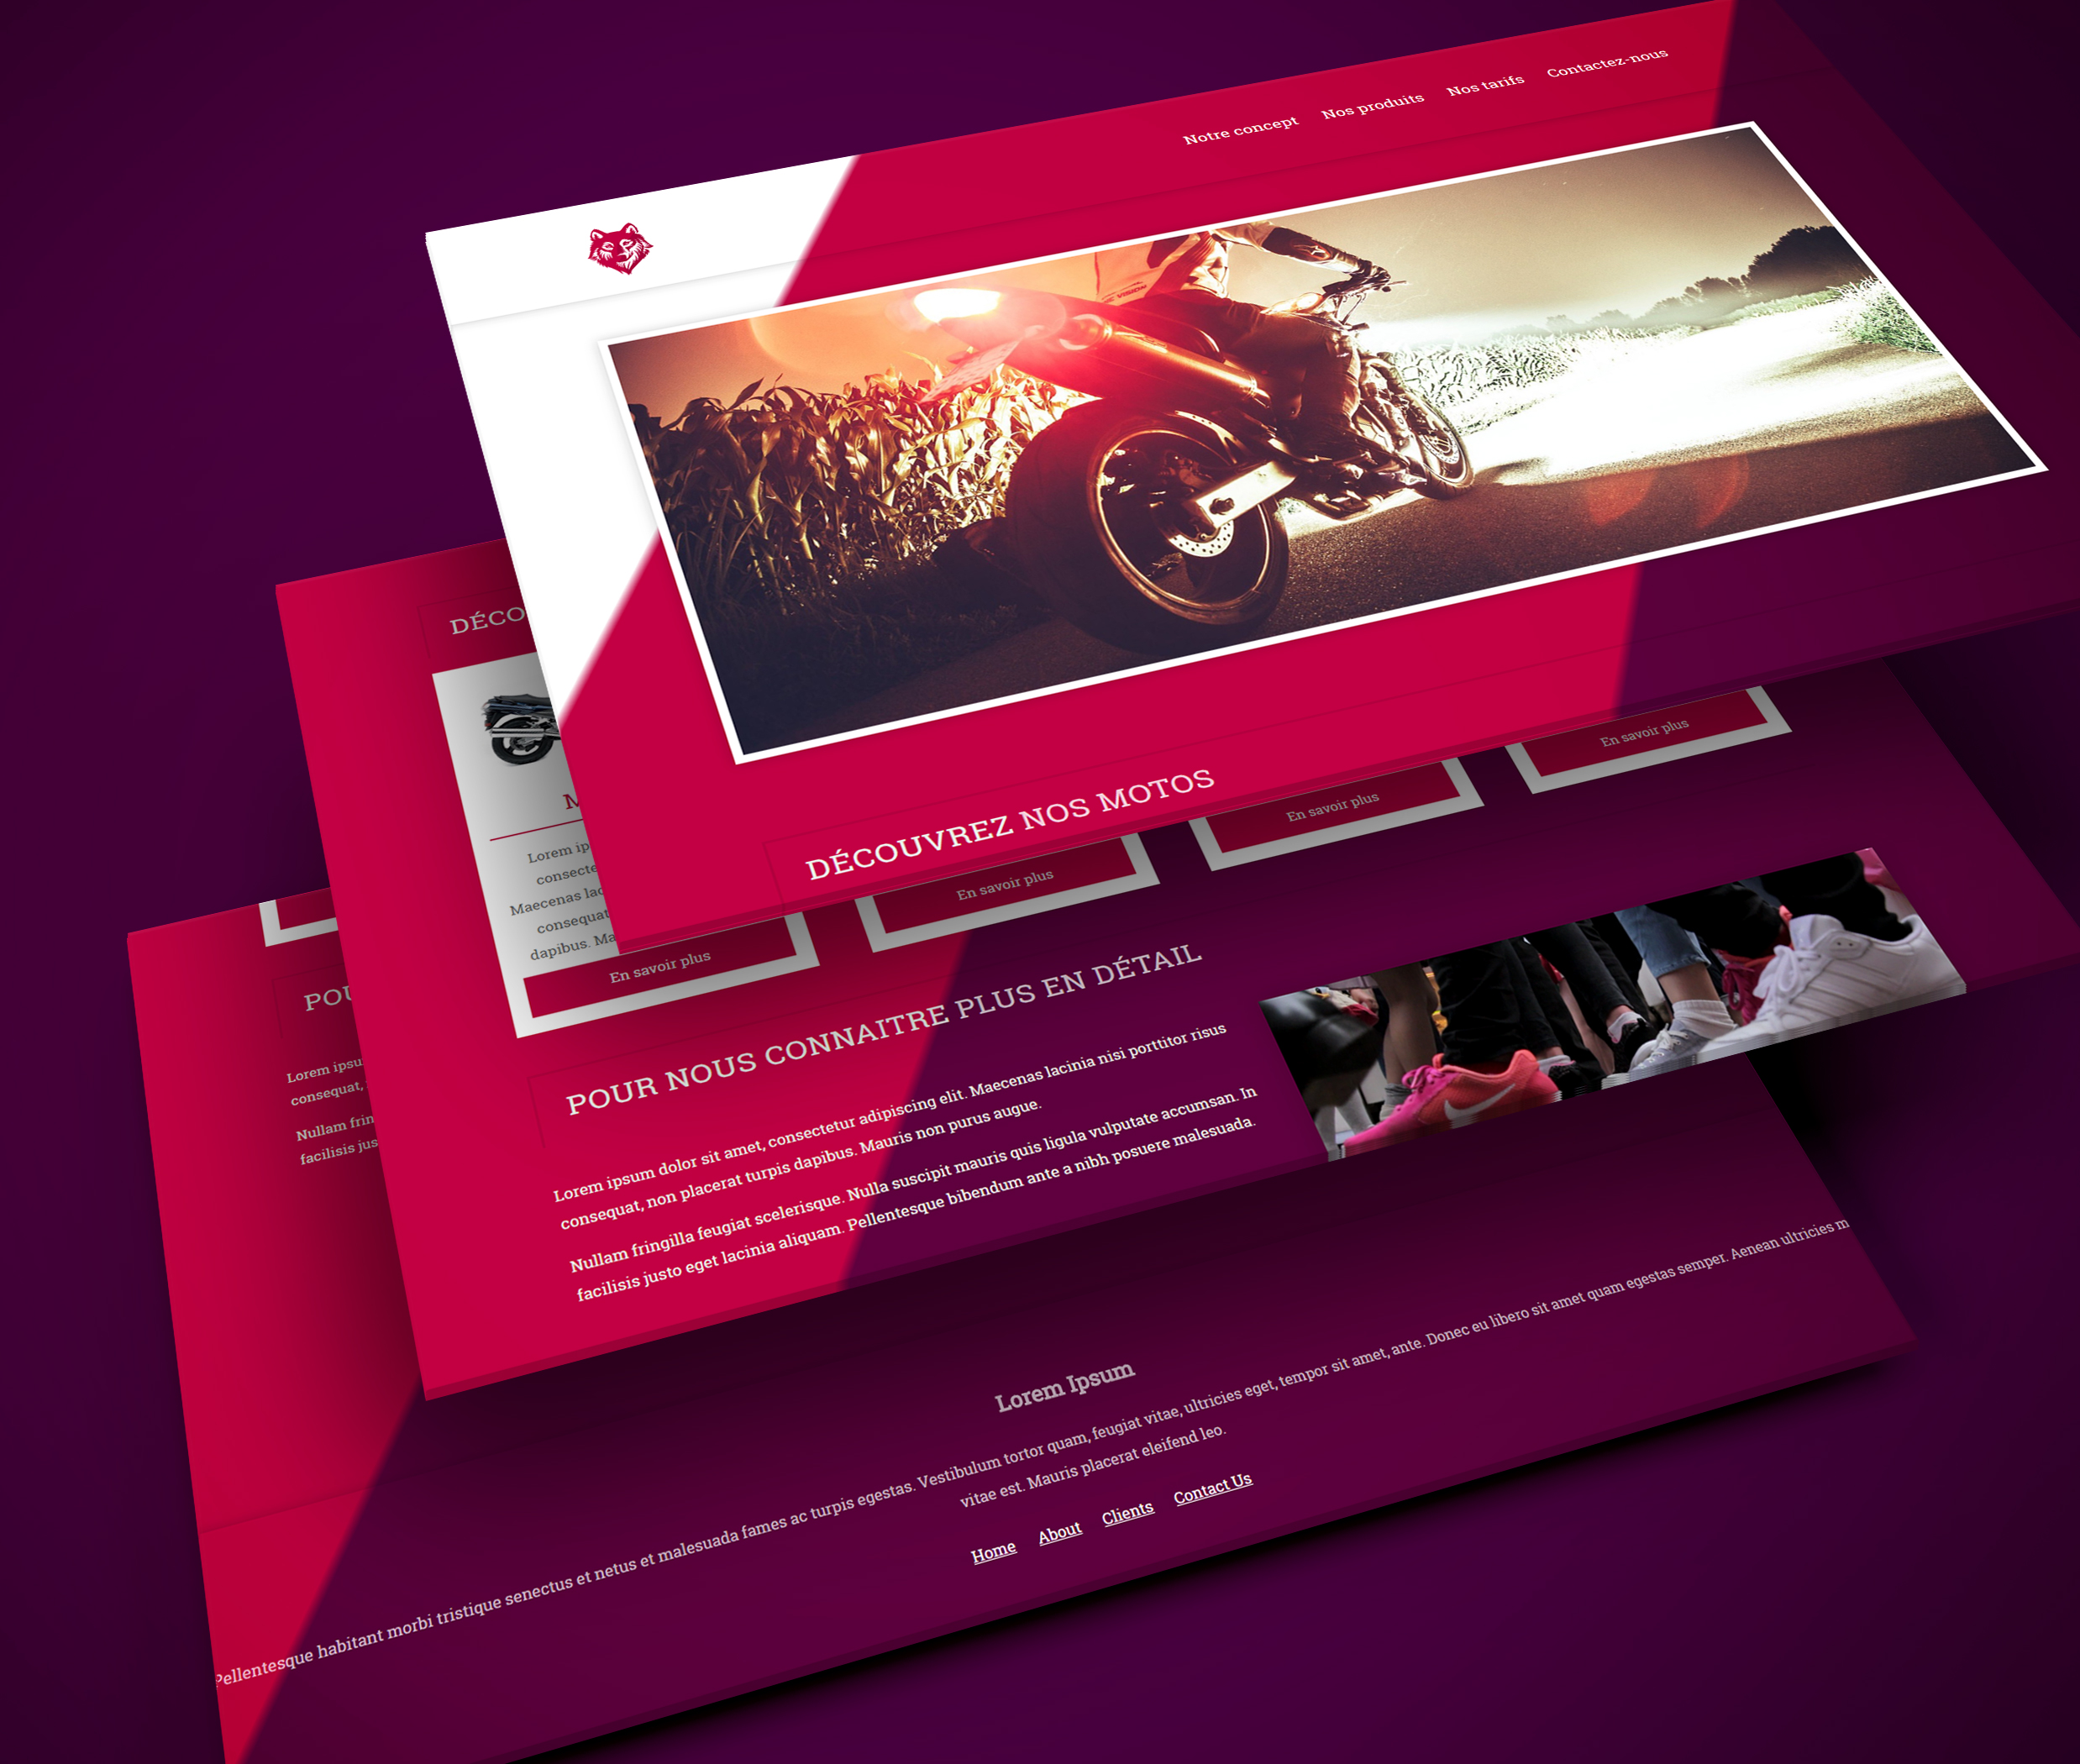 Notre concept Nos produits Nos tarifs Contactez-nous
DÉCOUVREZ NOS MOTOS
DÉCO
M
Lorem ip
consecte
Maecenas lac
consequat
dapibus. Ma
En savoir plus
En savoir plus
En savoir plus
En savoir plus
POUR NOUS CONNAITRE PLUS EN DÉTAIL
Lorem ipsum dolor sit amet, consectetur adipiscing elit. Maecenas lacinia nisi porttitor risus
consequat, non placerat turpis dapibus. Mauris non purus augue.
Nullam fringilla feugiat scelerisque. Nulla suscipit mauris quis ligula vulputate accumsan. In
facilisis justo eget lacinia aliquam. Pellentesque bibendum ante a nibh posuere malesuada.
POU
Lorem ipsu
consequat,
Nullam frin
facilisis jus
Lorem Ipsum
Pellentesque habitant morbi tristique senectus et netus et malesuada fames ac turpis egestas. Vestibulum tortor quam, feugiat vitae, ultricies eget, tempor sit amet, ante. Donec eu libero sit amet quam egestas semper. Aenean ultricies m
vitae est. Mauris placerat eleifend leo.
Home About Clients Contact Us